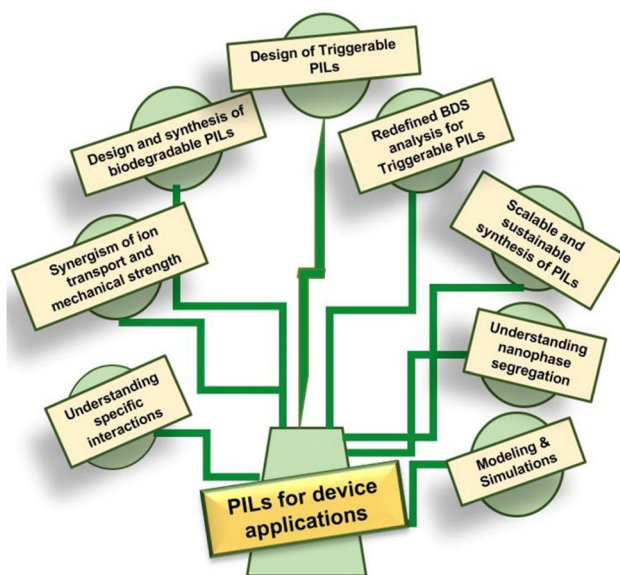 Design of Triggerable
PILs
Design and synthesis of
biodegradable PILs
Redefined BDS
analysis for
Triggerable PILs
Synergism of ion
transport and
mechanical strength
Scalable and
sustainable
synthesis of PILs
Understanding
specific
interactions
Understanding
nanophase
segregation
Modeling &
Simulations
PILs for device
applications